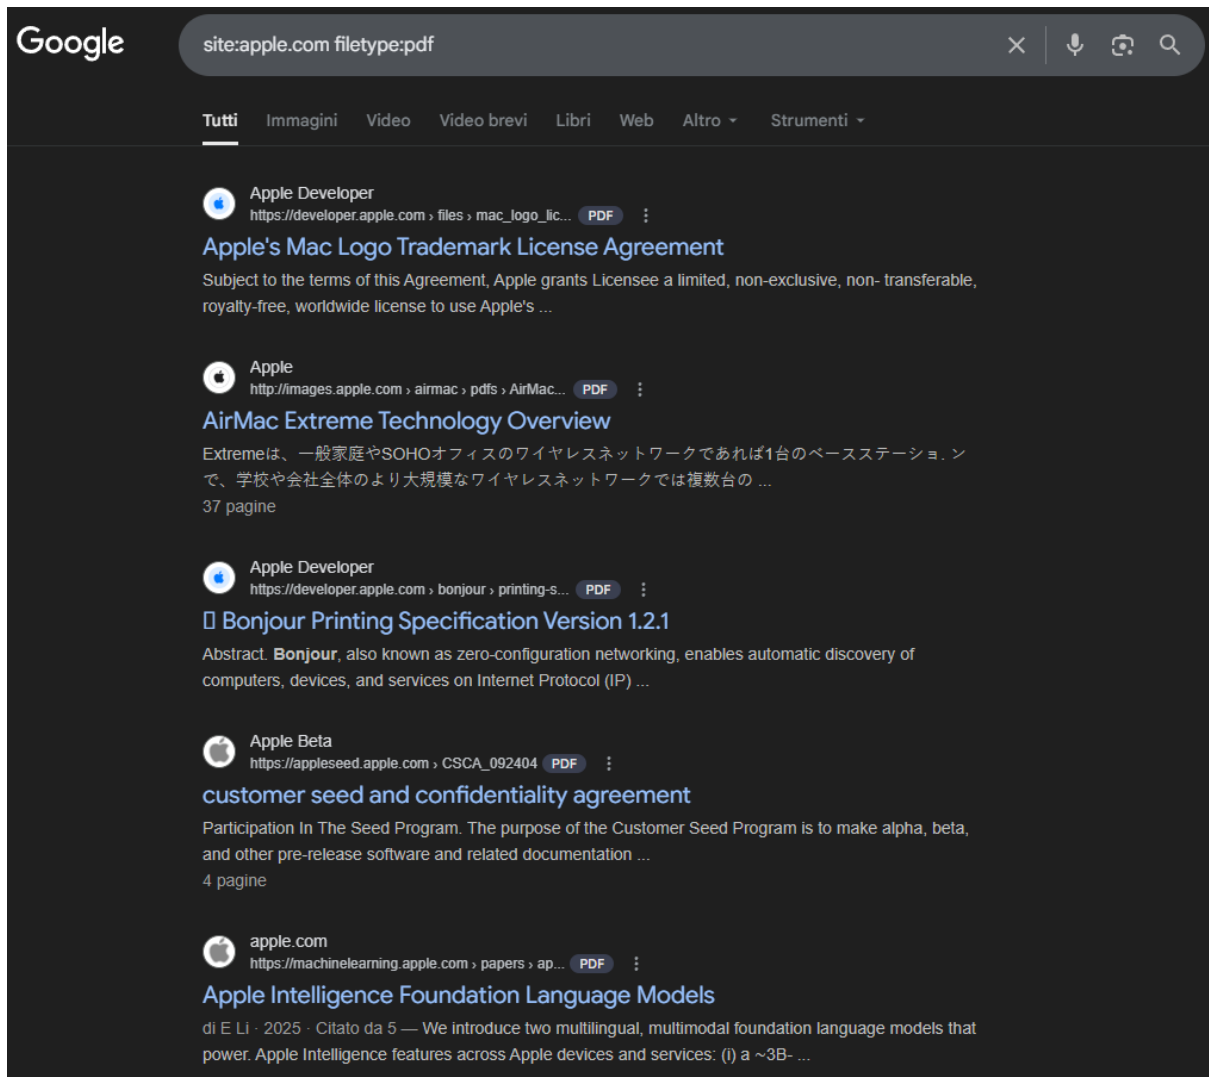 Google
site:apple.com filetype:pdf
Tutti Immagini Video Video brevi Libri Web Altro Strumenti
Apple Developer
https://developer.apple.com › files › mac_logo_lic... PDF
Apple's Mac Logo Trademark License Agreement
Subject to the terms of this Agreement, Apple grants Licensee a limited, non-exclusive, non- transferable,
royalty-free, worldwide license to use Apple's ...
Apple
http://images.apple.com › airmac › pdfs › AirMac... PDF
AirMac Extreme Technology Overview
Extremeは、一般家庭やSOHOオフィスのワイヤレスネットワークであれば1台のベースステーショ. ン
で、学校や会社全体のより大規模なワイヤレスネットワークでは複数台の ...
37 pagine
Apple Developer
https://developer.apple.com › bonjour › printing-s... PDF
▯ Bonjour Printing Specification Version 1.2.1
Abstract. Bonjour, also known as zero-configuration networking, enables automatic discovery of
computers, devices, and services on Internet Protocol (IP) ...
Apple Beta
https://appleseed.apple.com › CSCA_092404 PDF
customer seed and confidentiality agreement
Participation In The Seed Program. The purpose of the Customer Seed Program is to make alpha, beta,
and other pre-release software and related documentation ...
4 pagine
apple.com
https://machinelearning.apple.com › papers › ap... PDF
Apple Intelligence Foundation Language Models
di E Li · 2025 · Citato da 5 — We introduce two multilingual, multimodal foundation language models that
power. Apple Intelligence features across Apple devices and services: (i) a ~3B- ...